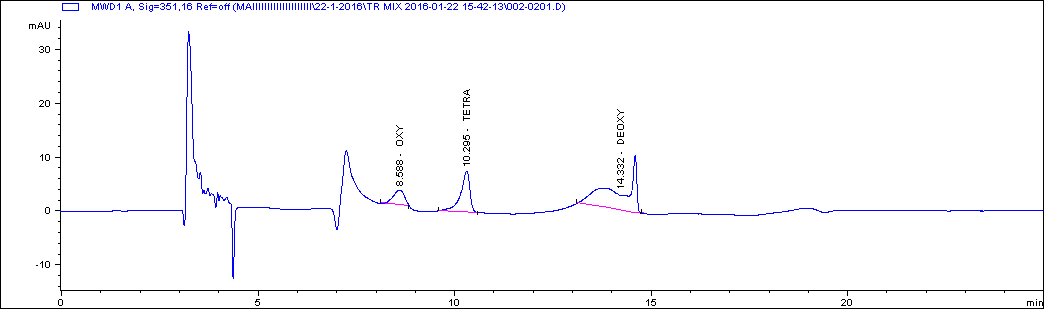 MWD1 A, Sig=351,16 Ref=off (MAIIIIIIIIIIIIIIIIIIII\22-1-2016\TR MIX 2016-01-22 15-42-13\002-0201.D)
mAU
30
20
10
0
-10
8.588 - OXY
10.295 - TETRA
14.332 - DEOXY
0 5 10 15 20 min